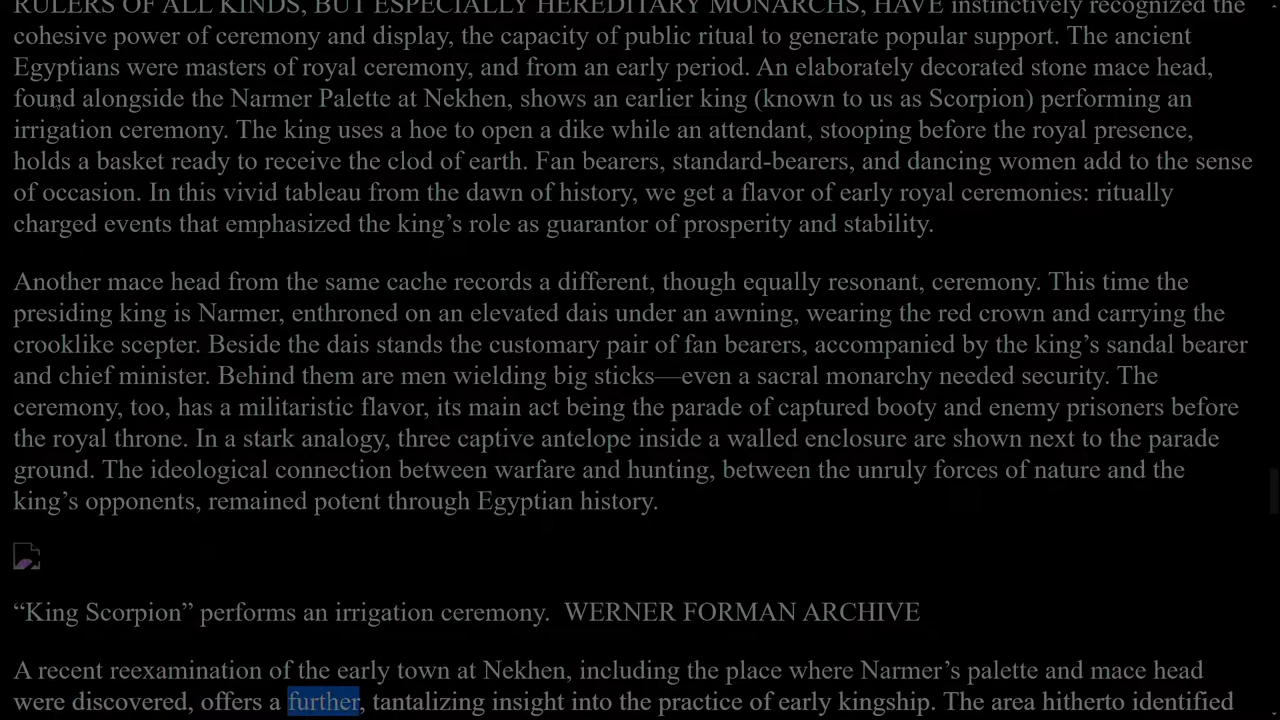 RULERS OF ALL KINDS, BUT ESPECIALLY HEREDITARY MONARCHS, HAVE instinctively recognized the
cohesive power of ceremony and display, the capacity of public ritual to generate popular support. The ancient
Egyptians were masters of royal ceremony, and from an early period. An elaborately decorated stone mace head,
found alongside the Narmer Palette at Nekhen, shows an earlier king (known to us as Scorpion) performing an
irrigation ceremony. The king uses a hoe to open a dike while an attendant, stooping before the royal presence,
holds a basket ready to receive the clod of earth. Fan bearers, standard-bearers, and dancing women add to the sense
of occasion. In this vivid tableau from the dawn of history, we get a flavor of early royal ceremonies: ritually
charged events that emphasized the king’s role as guarantor of prosperity and stability.
Another mace head from the same cache records a different, though equally resonant, ceremony. This time the
presiding king is Narmer, enthroned on an elevated dais under an awning, wearing the red crown and carrying the
crooklike scepter. Beside the dais stands the customary pair of fan bearers, accompanied by the king’s sandal bearer
and chief minister. Behind them are men wielding big sticks—even a sacral monarchy needed security. The
ceremony, too, has a militaristic flavor, its main act being the parade of captured booty and enemy prisoners before
the royal throne. In a stark analogy, three captive antelope inside a walled enclosure are shown next to the parade
ground. The ideological connection between warfare and hunting, between the unruly forces of nature and the
king’s opponents, remained potent through Egyptian history.
“King Scorpion” performs an irrigation ceremony.  WERNER FORMAN ARCHIVE
A recent reexamination of the early town at Nekhen, including the place where Narmer’s palette and mace head
were discovered, offers a further, tantalizing insight into the practice of early kingship. The area hitherto identified